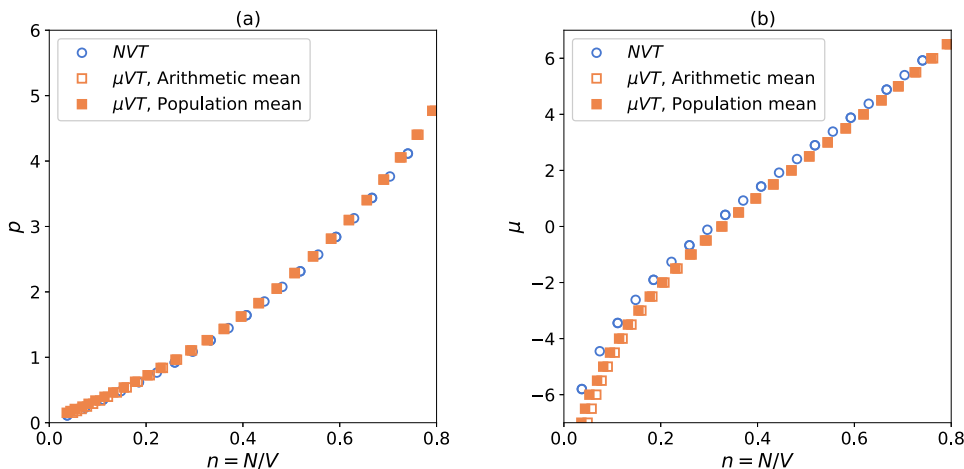 (a)
6
5
4
3
2
1
0
p
NVT
μVT, Arithmetic mean
μVT, Population mean
0.0 0.2 0.4 0.6 0.8
n = N/V
(b)
6
4
2
0
−2
−4
−6
μ
NVT
μVT, Arithmetic mean
μVT, Population mean
0.0 0.2 0.4 0.6 0.8
n = N/V